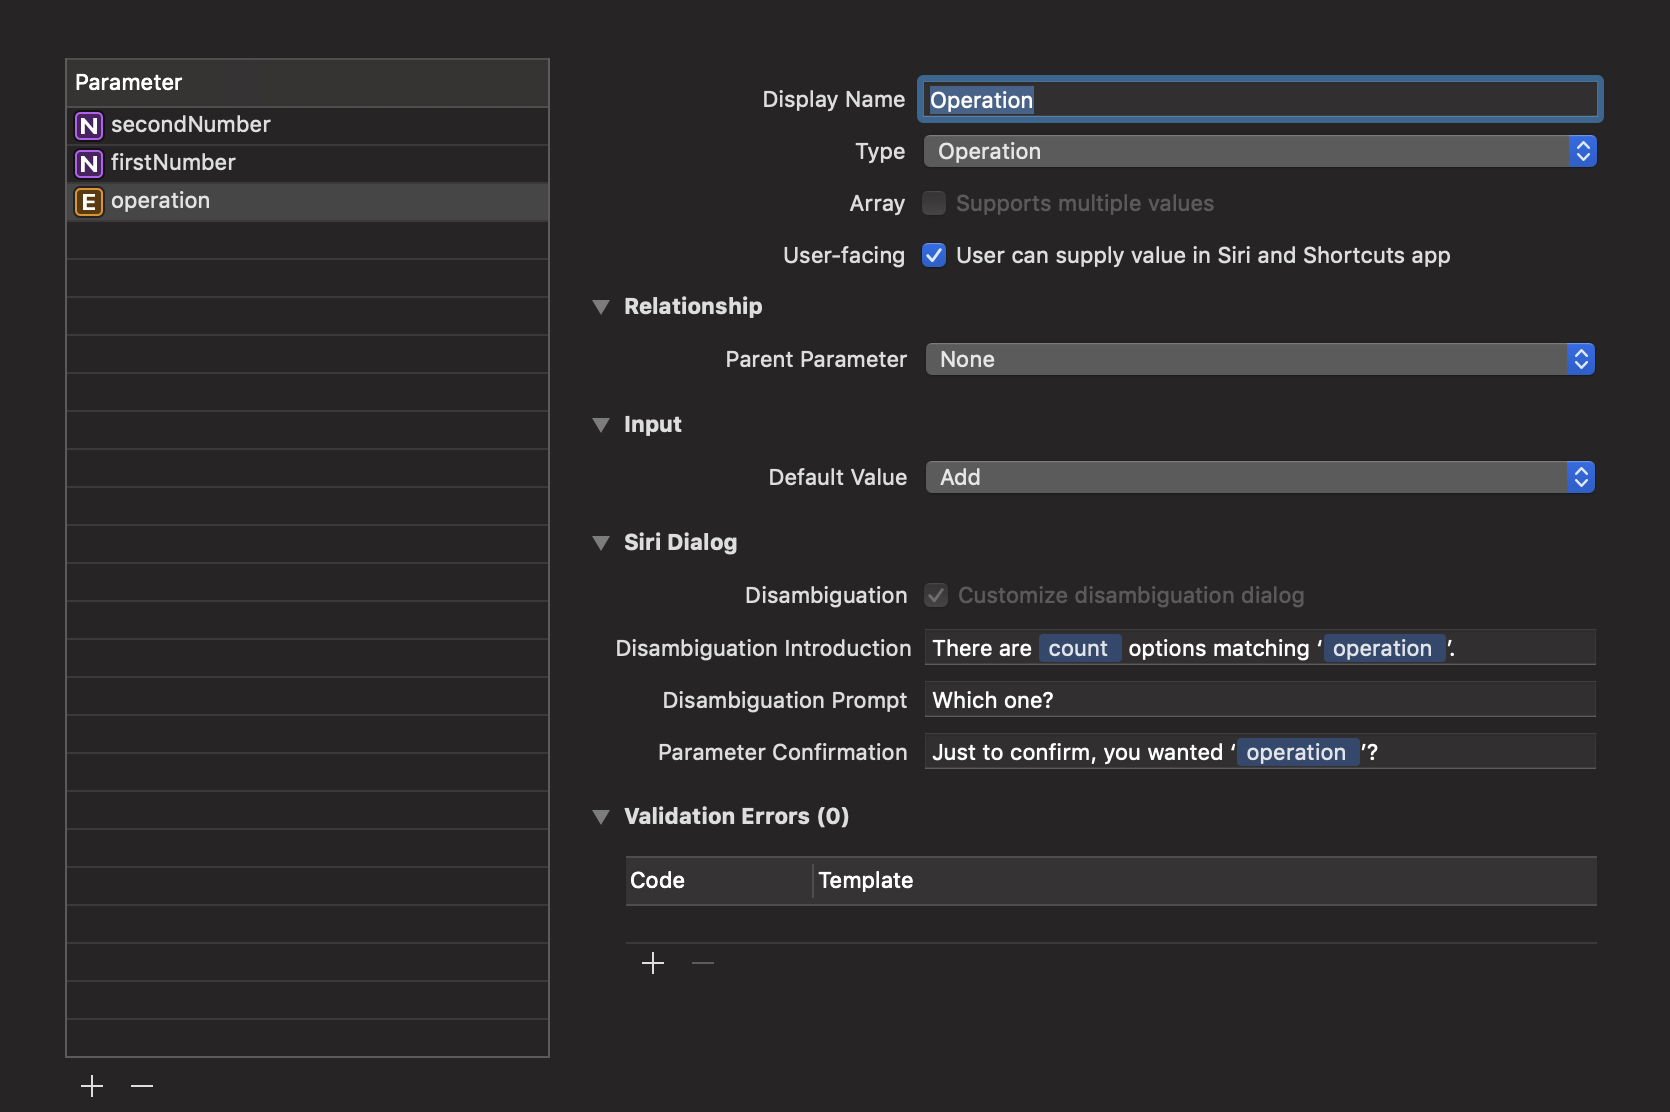 Parameter
N secondNumber
N firstNumber
E operation
Display Name Operation
Type Operation
Array Supports multiple values
User-facing User can supply value in Siri and Shortcuts app
Relationship
Parent Parameter None
Input
Default Value Add
Siri Dialog
Disambiguation Customize disambiguation dialog
Disambiguation Introduction There are count options matching ‘ operation ’.
Disambiguation Prompt Which one?
Parameter Confirmation Just to confirm, you wanted ‘ operation ’?
Validation Errors (0)
Code Template